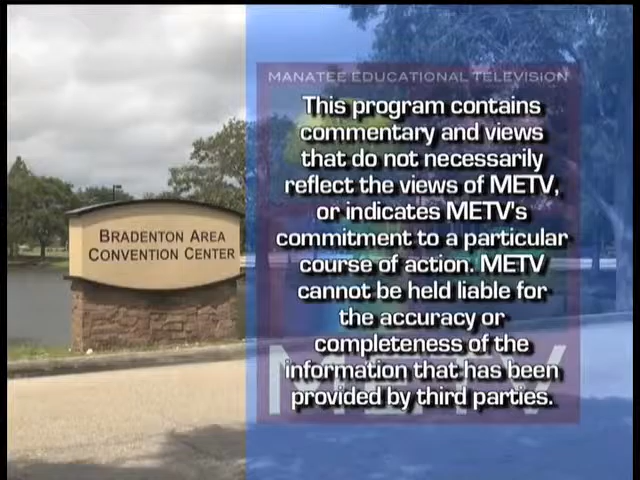 BRADENTON AREA
CONVENTION CENTER
MANATEE EDUCATIONAL TELEVISION
This program contains
commentary and views
that do not necessarily
reflect the views of METV,
or indicates METV's
commitment to a particular
course of action. METV
cannot be held liable for
the accuracy or
completeness of the
information that has been
provided by third parties.
METV